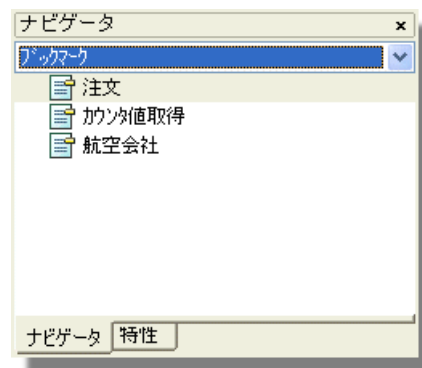 ナビゲータ ×
ﾌﾞｯｸﾏｰｸ
注文
ｶｳﾝﾀ値取得
航空会社
ナビゲータ 特性